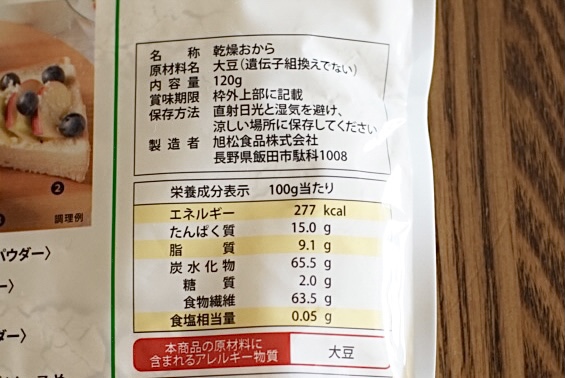 名称 乾燥おから
原材料名 大豆(遺伝子組換えでない)
内容量 120g
賞味期限 枠外上部に記載
保存方法 直射日光と湿気を避け、
涼しい場所に保存してください
製造者 旭松食品株式会社
長野県飯田市駄科1008
栄養成分表示 100g当たり
エネルギー 277 kcal
たんぱく質 15.0 g
脂質 9.1 g
炭水化物 65.5 g
糖質 2.0 g
食物繊維 63.5 g
食塩相当量 0.05 g
本商品の原材料に
含まれるアレルギー物質 大豆
❷
調理例
パウダー〉
ー〉
ダー〉